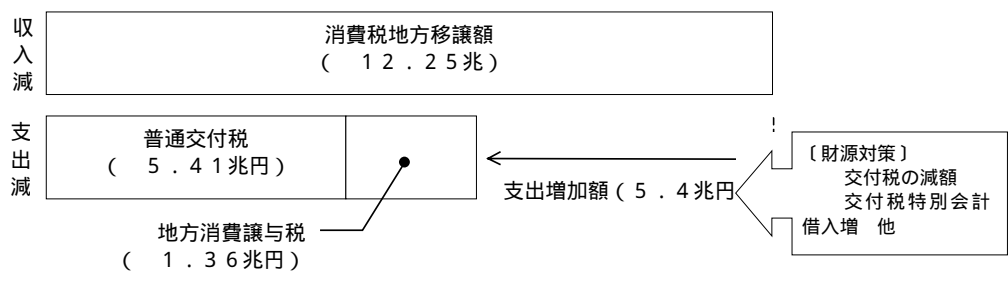 収入減
消費税地方移譲額
( 12.25兆)
支出減
普通交付税
( 5.41兆円)
支出増加額(5.4兆円
地方消費譲与税
( 1.36兆円)
〔財源対策〕
交付税の減額
交付税特別会計
借入増 他